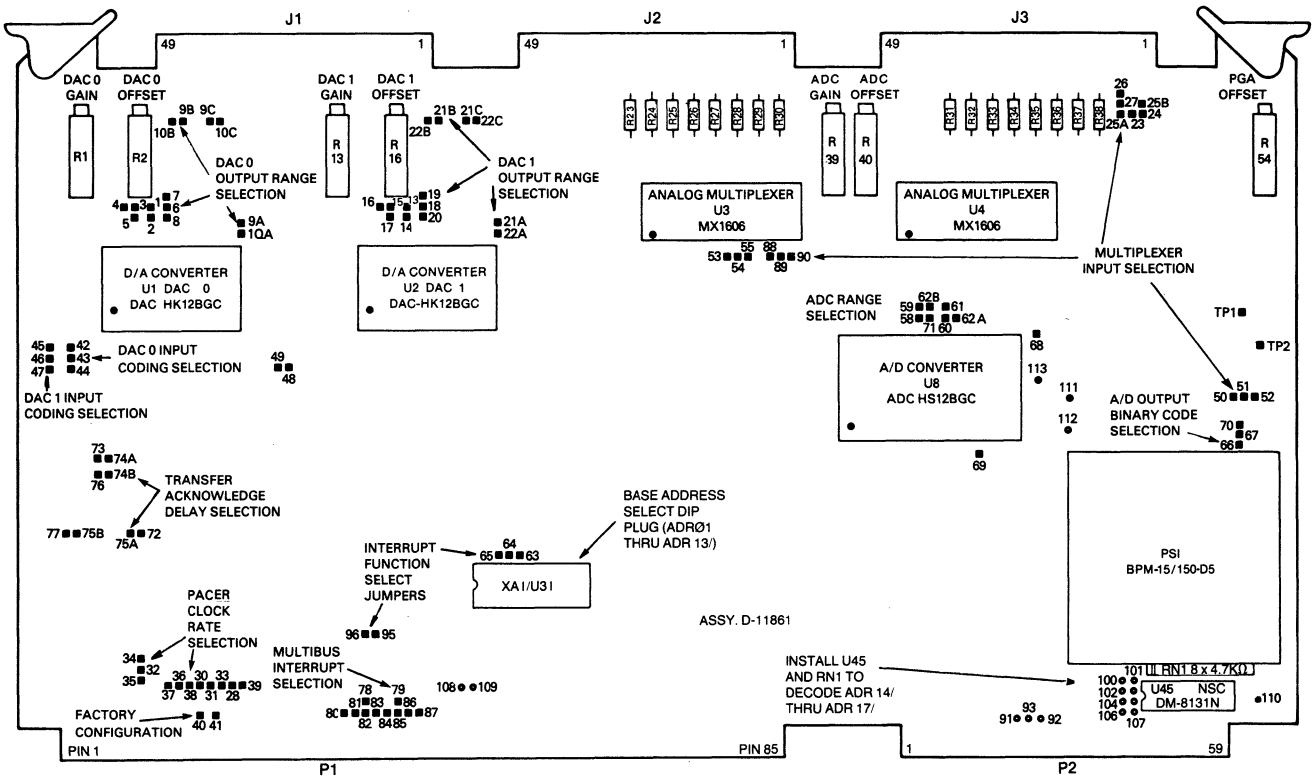 J1
J2
J3
49
1
49
1
49
1
DAC 0
GAIN
DAC 0
OFFSET
9B
9C
10B
10C
R1
R2
DAC 0
OUTPUT RANGE
SELECTION
7
4
3
1
6
5
2
8
9A
10A
DAC 1
GAIN
DAC 1
OFFSET
21B
21C
22B
22C
R
13
R
16
DAC 1
OUTPUT RANGE
SELECTION
19
16
15
13
18
17
14
20
21A
22A
R23
R24
R25
R26
R27
R28
R29
R30
ADC
GAIN
ADC
OFFSET
R
39
R
40
R31
R32
R33
R34
R35
R36
R37
R38
26
27
25B
24
25A
23
PGA
OFFSET
R
54
ANALOG MULTIPLEXER
U3
MX1606
ANALOG MULTIPLEXER
U4
MX1606
55
88
53
90
54
89
MULTIPLEXER
INPUT SELECTION
D/A CONVERTER
U1 DAC 0
DAC HK12BGC
D/A CONVERTER
U2 DAC 1
DAC-HK12BGC
ADC RANGE
SELECTION
62B
59
61
58
62A
71
60
68
TP1
TP2
45
42
46
43
47
44
DAC 0 INPUT
CODING SELECTION
DAC 1 INPUT
CODING SELECTION
49
48
A/D CONVERTER
U8
ADC HS12BGC
113
111
112
69
51
50
52
A/D OUTPUT
BINARY CODE
SELECTION
70
67
66
73
74A
74B
76
TRANSFER
ACKNOWLEDGE
DELAY SELECTION
77
75B
75A
72
BASE ADDRESS
SELECT DIP
PLUG (ADRØ1
THRU ADR 13/)
INTERRUPT
FUNCTION
SELECT
JUMPERS
64
65
63
XA1/U31
PSI
BPM-15/150-D5
PACER
CLOCK
RATE
SELECTION
96
95
ASSY. D-11861
34
32
35
36
30
33
39
37
38
31
28
MULTIBUS
INTERRUPT
SELECTION
78
79
81
83
86
80
87
82
84
85
108
109
INSTALL U45
AND RN1 TO
DECODE ADR 14/
THRU ADR 17/
101
RN1 8 x 4.7KΩ
100
102
104
106
107
U45 NSC
DM-8131N
110
93
91
92
FACTORY
CONFIGURATION
40
41
PIN 1
PIN 85
1
59
P1
P2